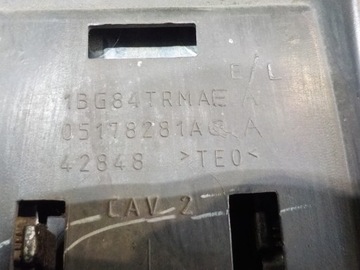 E/L
1BG84TRMAE A
05178281AC A
42848 >TEO<
CAV 2